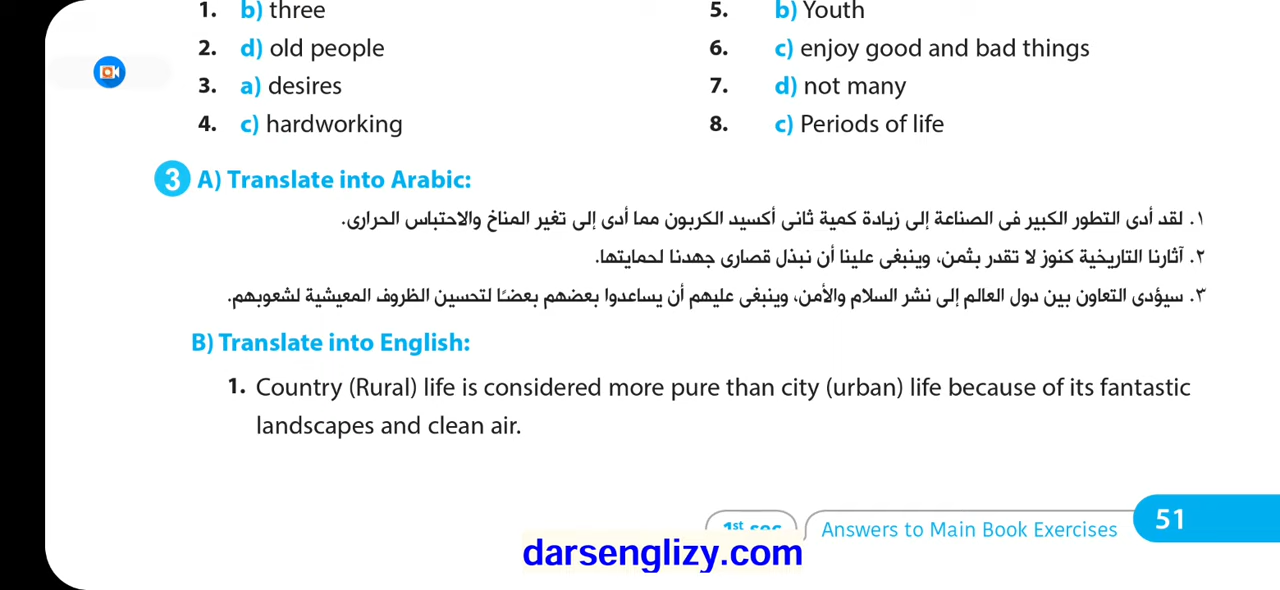 1. b) three
2. d) old people
3. a) desires
4. c) hardworking
5. b) Youth
6. c) enjoy good and bad things
7. d) not many
8. c) Periods of life
3 A) Translate into Arabic:
١. لقد أدى التطور الكبير فى الصناعة إلى زيادة كمية ثانى أكسيد الكربون مما أدى إلى تغير المناخ والاحتباس الحرارى.
٢. آثارنا التاريخية كنوز لا تقدر بثمن، وينبغى علينا أن نبذل قصارى جهدنا لحمايتها.
٣. سيؤدى التعاون بين دول العالم إلى نشر السلام والأمن، وينبغى عليهم أن يساعدوا بعضهم بعضًا لتحسين الظروف المعيشية لشعوبهم.
B) Translate into English:
1. Country (Rural) life is considered more pure than city (urban) life because of its fantastic
landscapes and clean air.
1st sec
Answers to Main Book Exercises
51
darsenglizy.com